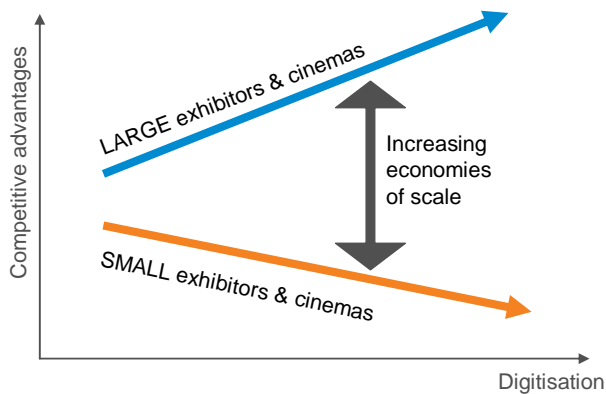 Competitive advantages
LARGE exhibitors & cinemas
Increasing
economies
of scale
SMALL exhibitors & cinemas
Digitisation